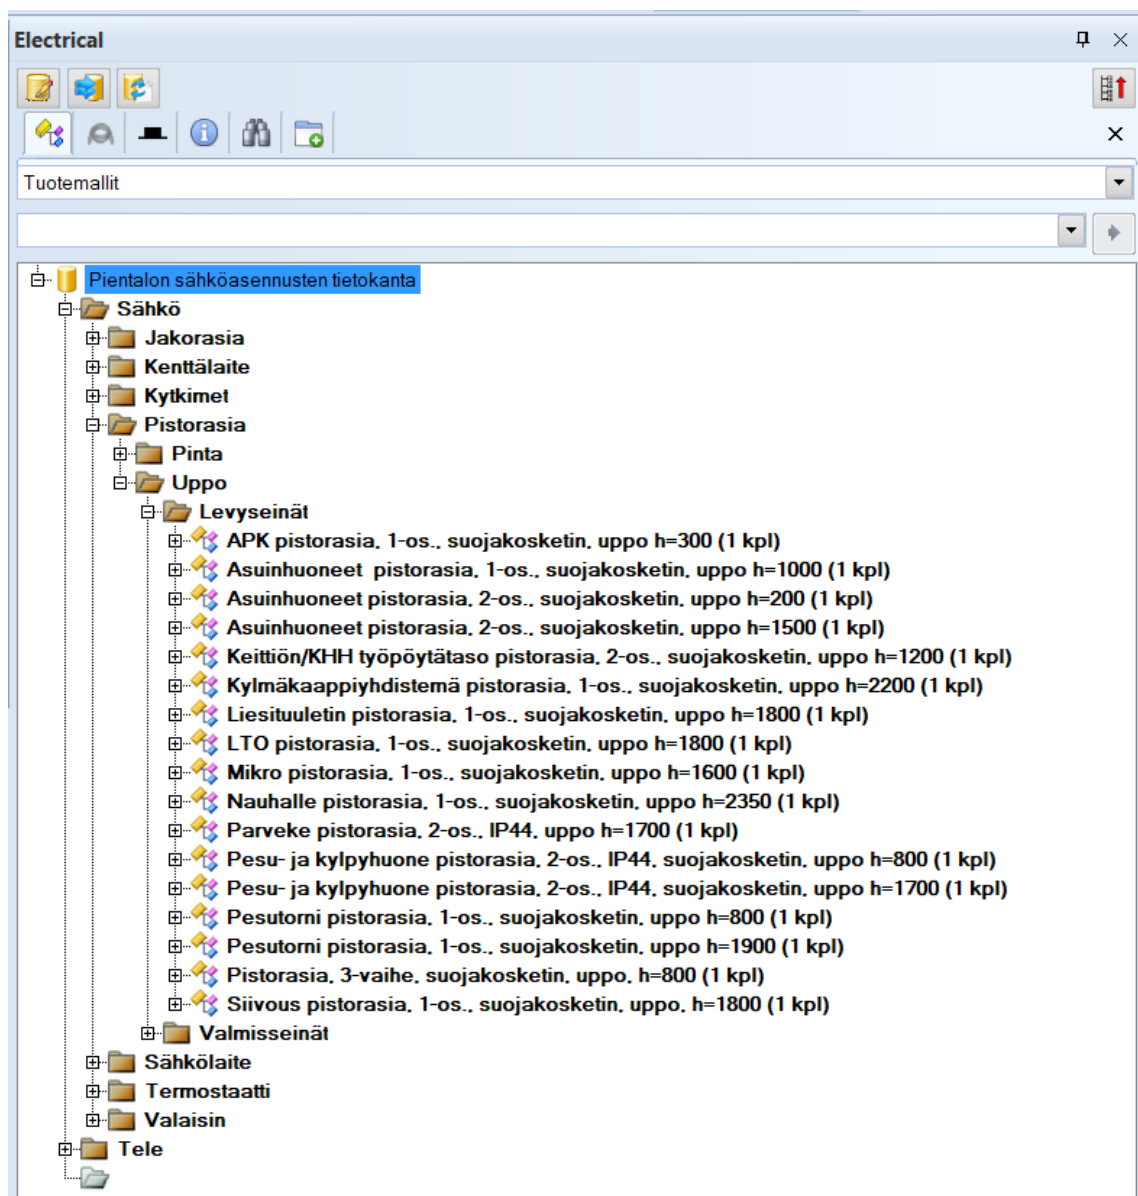 Electrical
Tuotemallit
Pientalon sähköasennusten tietokanta
Sähkö
Jakorasia
Kenttälaite
Kytkimet
Pistorasia
Pinta
Uppo
Levyseinät
APK pistorasia, 1-os., suojakosketin, uppo h=300 (1 kpl)
Asuinhuoneet  pistorasia, 1-os., suojakosketin, uppo h=1000 (1 kpl)
Asuinhuoneet pistorasia, 2-os., suojakosketin, uppo h=200 (1 kpl)
Asuinhuoneet pistorasia, 2-os., suojakosketin, uppo h=1500 (1 kpl)
Keittiön/KHH työpöytätaso pistorasia, 2-os., suojakosketin, uppo h=1200 (1 kpl)
Kylmäkaappiyhdistemä pistorasia, 1-os., suojakosketin, uppo h=2200 (1 kpl)
Liesituuletin pistorasia, 1-os., suojakosketin, uppo h=1800 (1 kpl)
LTO pistorasia, 1-os., suojakosketin, uppo h=1800 (1 kpl)
Mikro pistorasia, 1-os., suojakosketin, uppo h=1600 (1 kpl)
Nauhalle pistorasia, 1-os., suojakosketin, uppo h=2350 (1 kpl)
Parveke pistorasia, 2-os., IP44, uppo h=1700 (1 kpl)
Pesu- ja kylpyhuone pistorasia, 2-os., IP44, suojakosketin, uppo h=800 (1 kpl)
Pesu- ja kylpyhuone pistorasia, 2-os., IP44, suojakosketin, uppo h=1700 (1 kpl)
Pesutorni pistorasia, 1-os., suojakosketin, uppo h=800 (1 kpl)
Pesutorni pistorasia, 1-os., suojakosketin, uppo h=1900 (1 kpl)
Pistorasia, 3-vaihe, suojakosketin, uppo, h=800 (1 kpl)
Siivous pistorasia, 1-os., suojakosketin, uppo, h=1800 (1 kpl)
Valmisseinät
Sähkölaite
Termostaatti
Valaisin
Tele